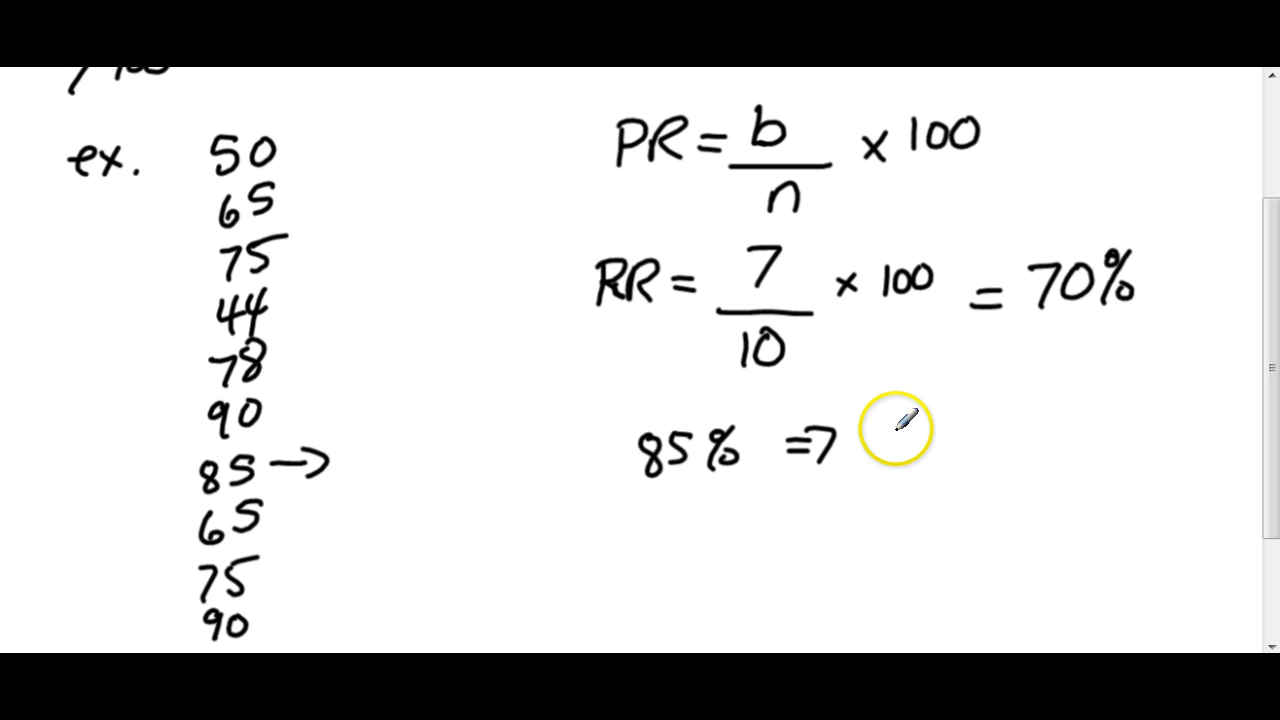 ex. 50
65
75
44
78
90
85 →
65
75
90
PR = b/n x 100
RR = 7/10 x 100 = 70%
85% = 7